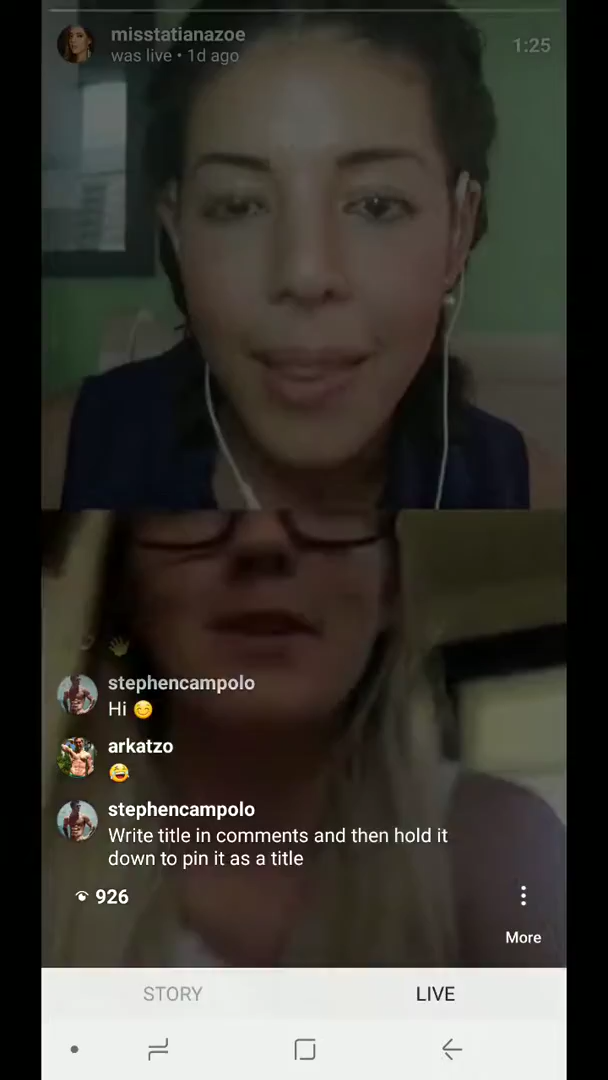 misstatianazoe
was live • 1d ago
1:25
stephencampolo
Hi 😊
arkatzo
😂
stephencampolo
Write title in comments and then hold it
down to pin it as a title
926
More
STORY
LIVE